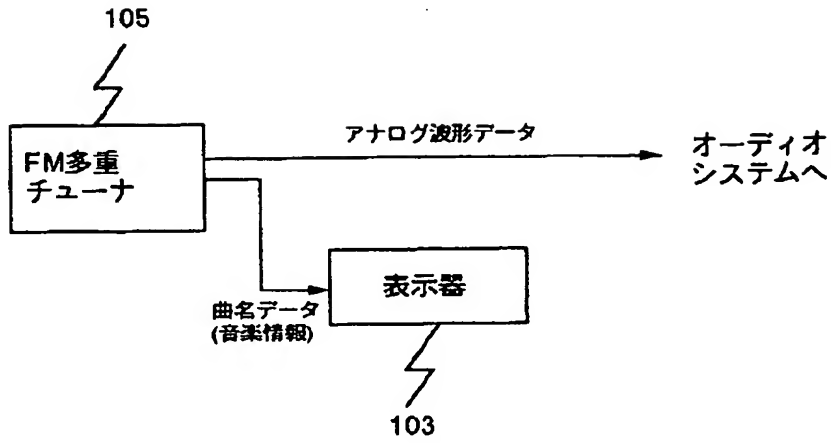 105
FM多重
チューナ
アナログ波形データ
オーディオ
システムへ
表示器
曲名データ
(音楽情報)
103